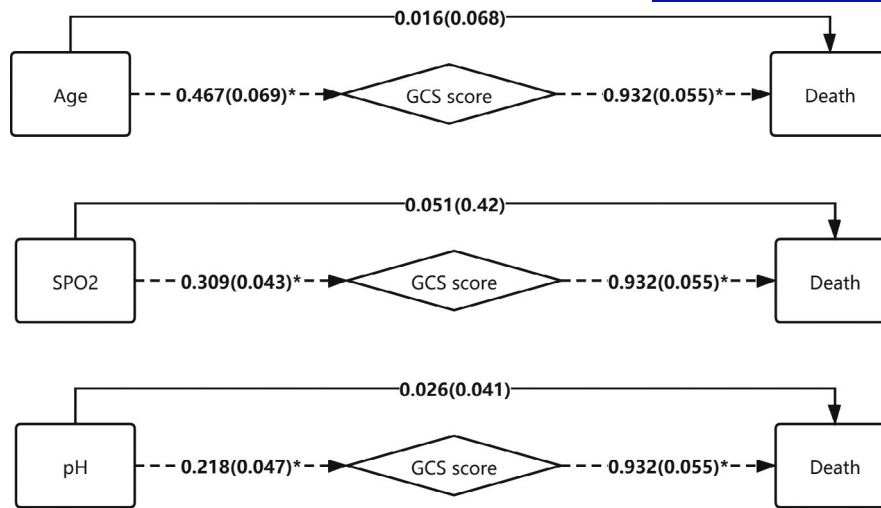 0.016(0.068)
Age 0.467(0.069)* GCS score 0.932(0.055)* Death
0.051(0.42)
SPO2 0.309(0.043)* GCS score 0.932(0.055)* Death
0.026(0.041)
pH 0.218(0.047)* GCS score 0.932(0.055)* Death